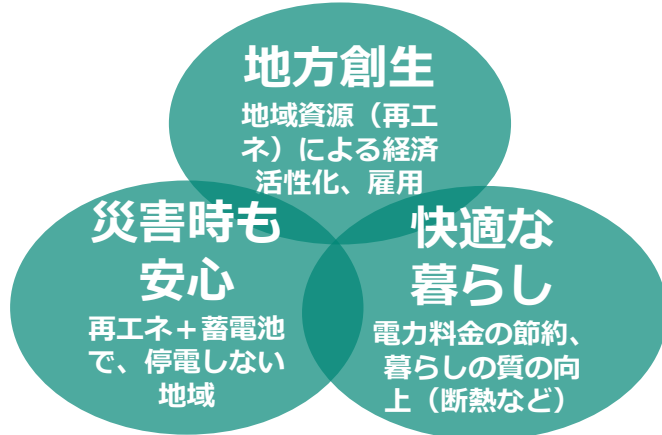 地方創生
地域資源（再エ
ネ）による経済
活性化、雇用
災害時も
安心
再エネ＋蓄電池
で、停電しない
地域
快適な
暮らし
電力料金の節約、
暮らしの質の向
上（断熱など）